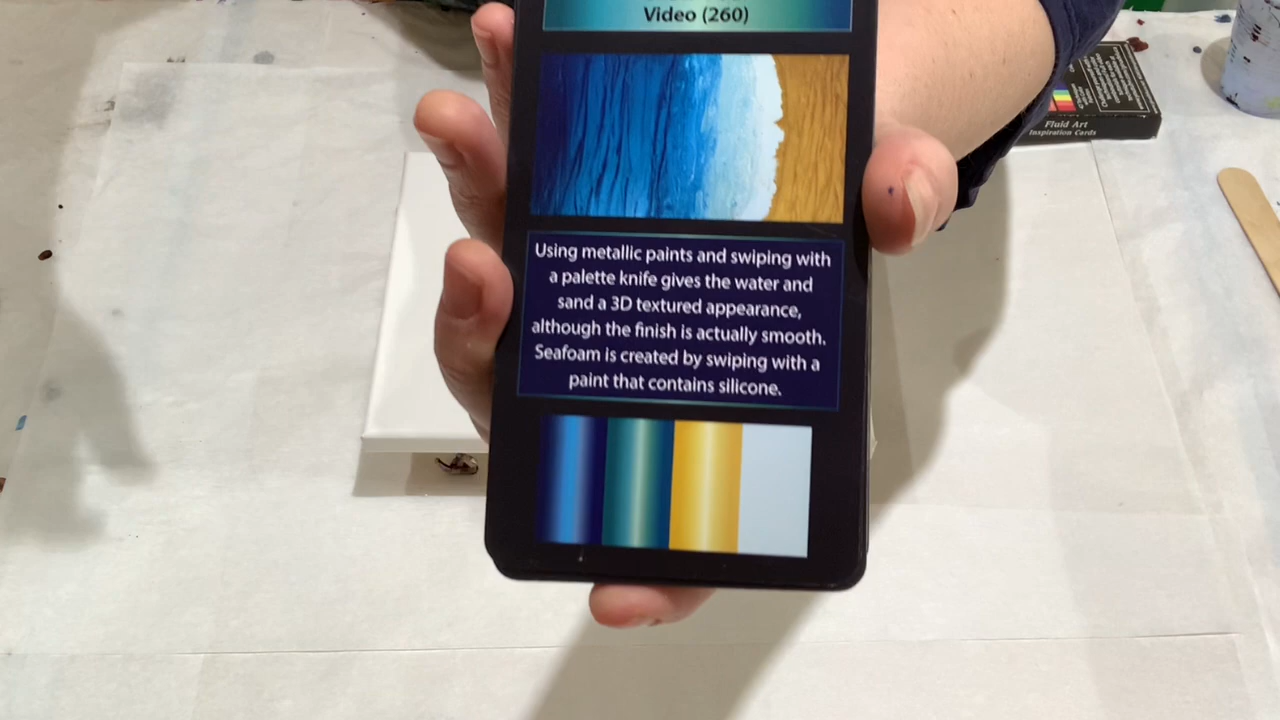 Video (260)
Using metallic paints and swiping with
a palette knife gives the water and
sand a 3D textured appearance,
although the finish is actually smooth.
Seafoam is created by swiping with a
paint that contains silicone.
Fluid Art
Inspiration Cards